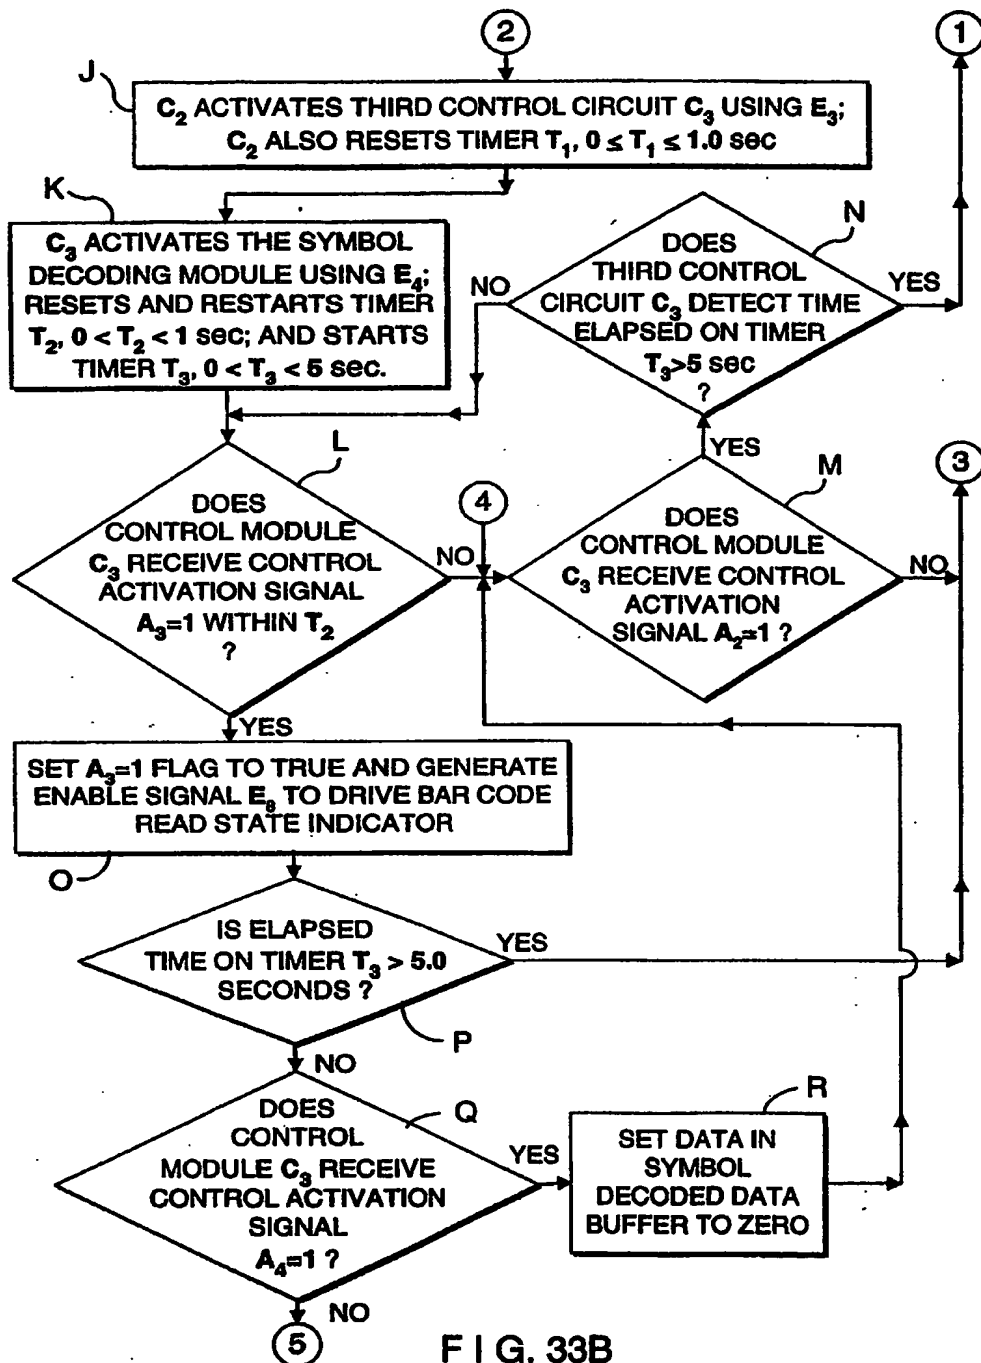 2
1
J
C₂ ACTIVATES THIRD CONTROL CIRCUIT C₃ USING E₃;
C₂ ALSO RESETS TIMER T₁, 0 ≤ T₁ ≤ 1.0 sec
K
C₃ ACTIVATES THE SYMBOL
DECODING MODULE USING E₄;
RESETS AND RESTARTS TIMER
T₂, 0 < T₂ < 1 sec; AND STARTS
TIMER T₃, 0 < T₃ < 5 sec.
N
DOES
THIRD CONTROL
CIRCUIT C₃ DETECT TIME
ELAPSED ON TIMER
T₃>5 sec
?
NO
YES
L
DOES
CONTROL MODULE
C₃ RECEIVE CONTROL
ACTIVATION SIGNAL
A₃=1 WITHIN T₂
?
NO
4
YES
M
DOES
CONTROL MODULE
C₃ RECEIVE CONTROL
ACTIVATION
SIGNAL A₂=1 ?
NO
3
YES
SET A₃=1 FLAG TO TRUE AND GENERATE
ENABLE SIGNAL E₈ TO DRIVE BAR CODE
READ STATE INDICATOR
O
IS ELAPSED
TIME ON TIMER T₃ > 5.0
SECONDS ?
YES
P
NO
DOES
CONTROL
MODULE C₃ RECEIVE
CONTROL ACTIVATION
SIGNAL
A₄=1 ?
Q
YES
R
SET DATA IN
SYMBOL
DECODED DATA
BUFFER TO ZERO
NO
5
FIG. 33B